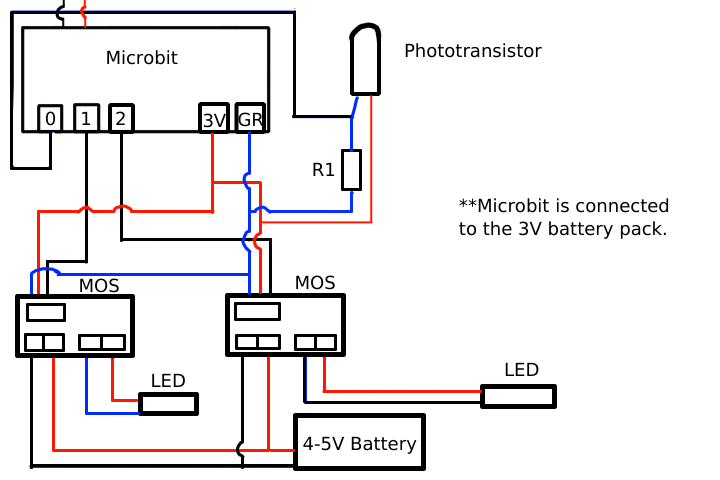 Microbit
Phototransistor
0
1
2
3V
GR
R1
**Microbit is connected
to the 3V battery pack.
MOS
MOS
LED
LED
4-5V Battery